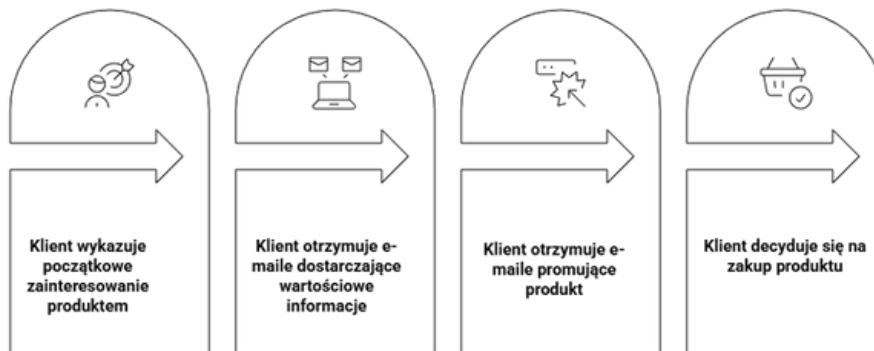 Klient wykazuje
początkowe
zainteresowanie
produktem
Klient otrzymuje e-
maile dostarczające
wartościowe
informacje
Klient otrzymuje e-
maile promujące
produkt
Klient decyduje się na
zakup produktu